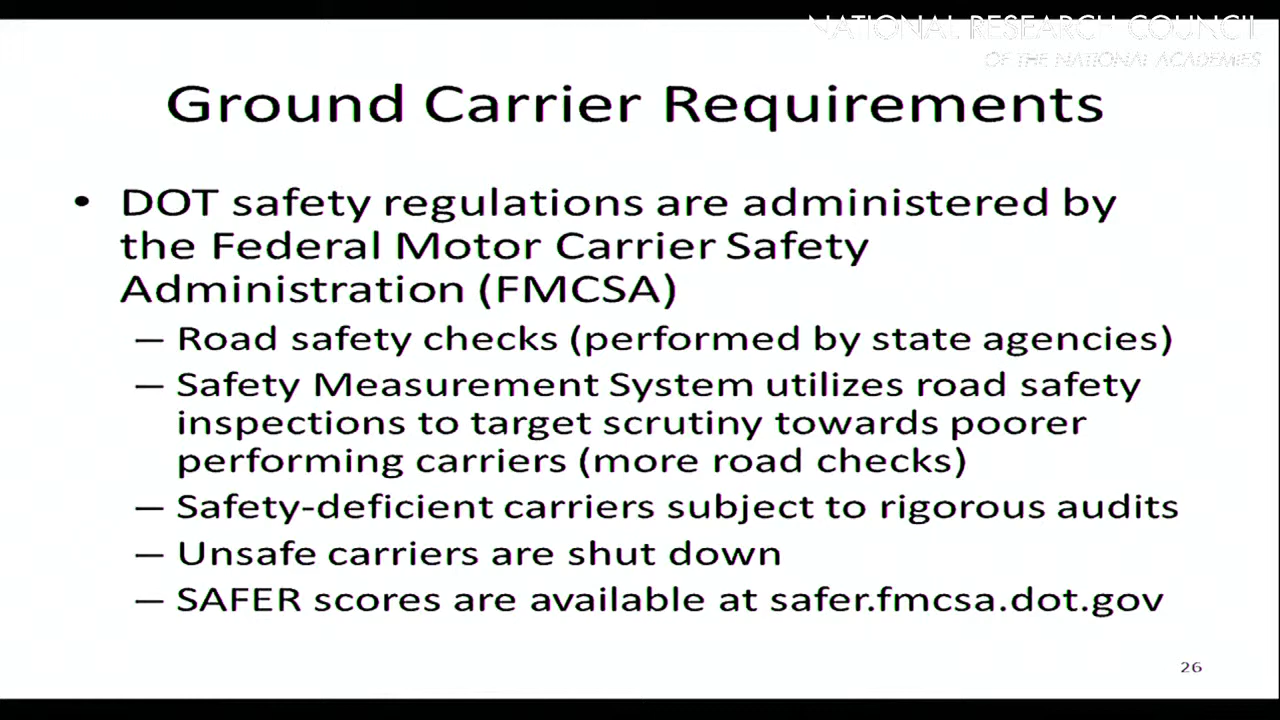 NATIONAL RESEARCH COUNCIL
OF THE NATIONAL ACADEMIES
Ground Carrier Requirements
• DOT safety regulations are administered by
the Federal Motor Carrier Safety
Administration (FMCSA)
– Road safety checks (performed by state agencies)
– Safety Measurement System utilizes road safety
inspections to target scrutiny towards poorer
performing carriers (more road checks)
– Safety-deficient carriers subject to rigorous audits
– Unsafe carriers are shut down
– SAFER scores are available at safer.fmcsa.dot.gov
26